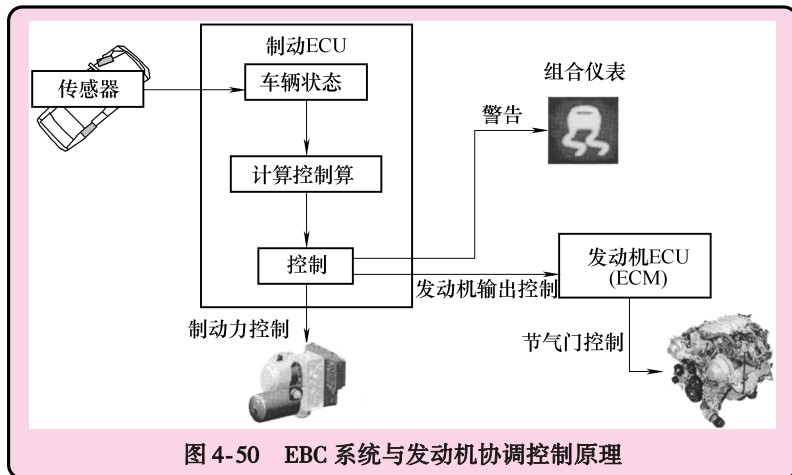 制动ECU
传感器
车辆状态
组合仪表
警告
计算控制算
控制
发动机ECU
(ECM)
发动机输出控制
制动力控制
节气门控制
图 4-50 EBC 系统与发动机协调控制原理